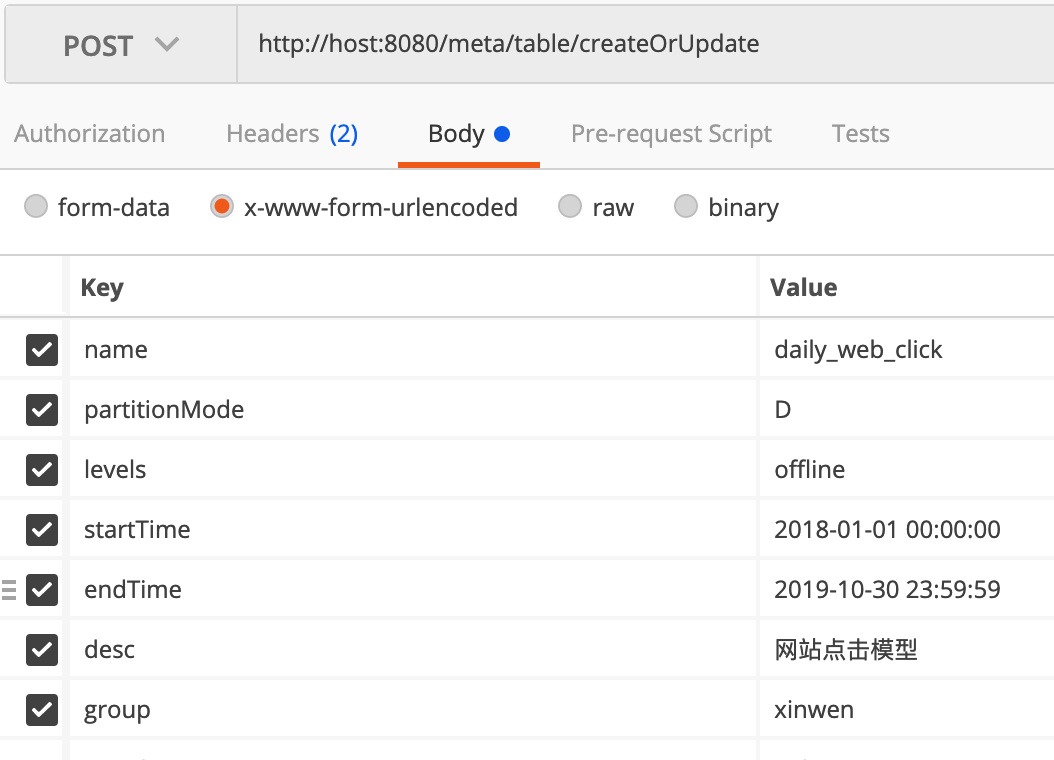 POST http://host:8080/meta/table/createOrUpdate
Authorization Headers (2) Body Pre-request Script Tests
form-data x-www-form-urlencoded raw binary
Key Value
name daily_web_click
partitionMode D
levels offline
startTime 2018-01-01 00:00:00
endTime 2019-10-30 23:59:59
desc 网站点击模型
group xinwen